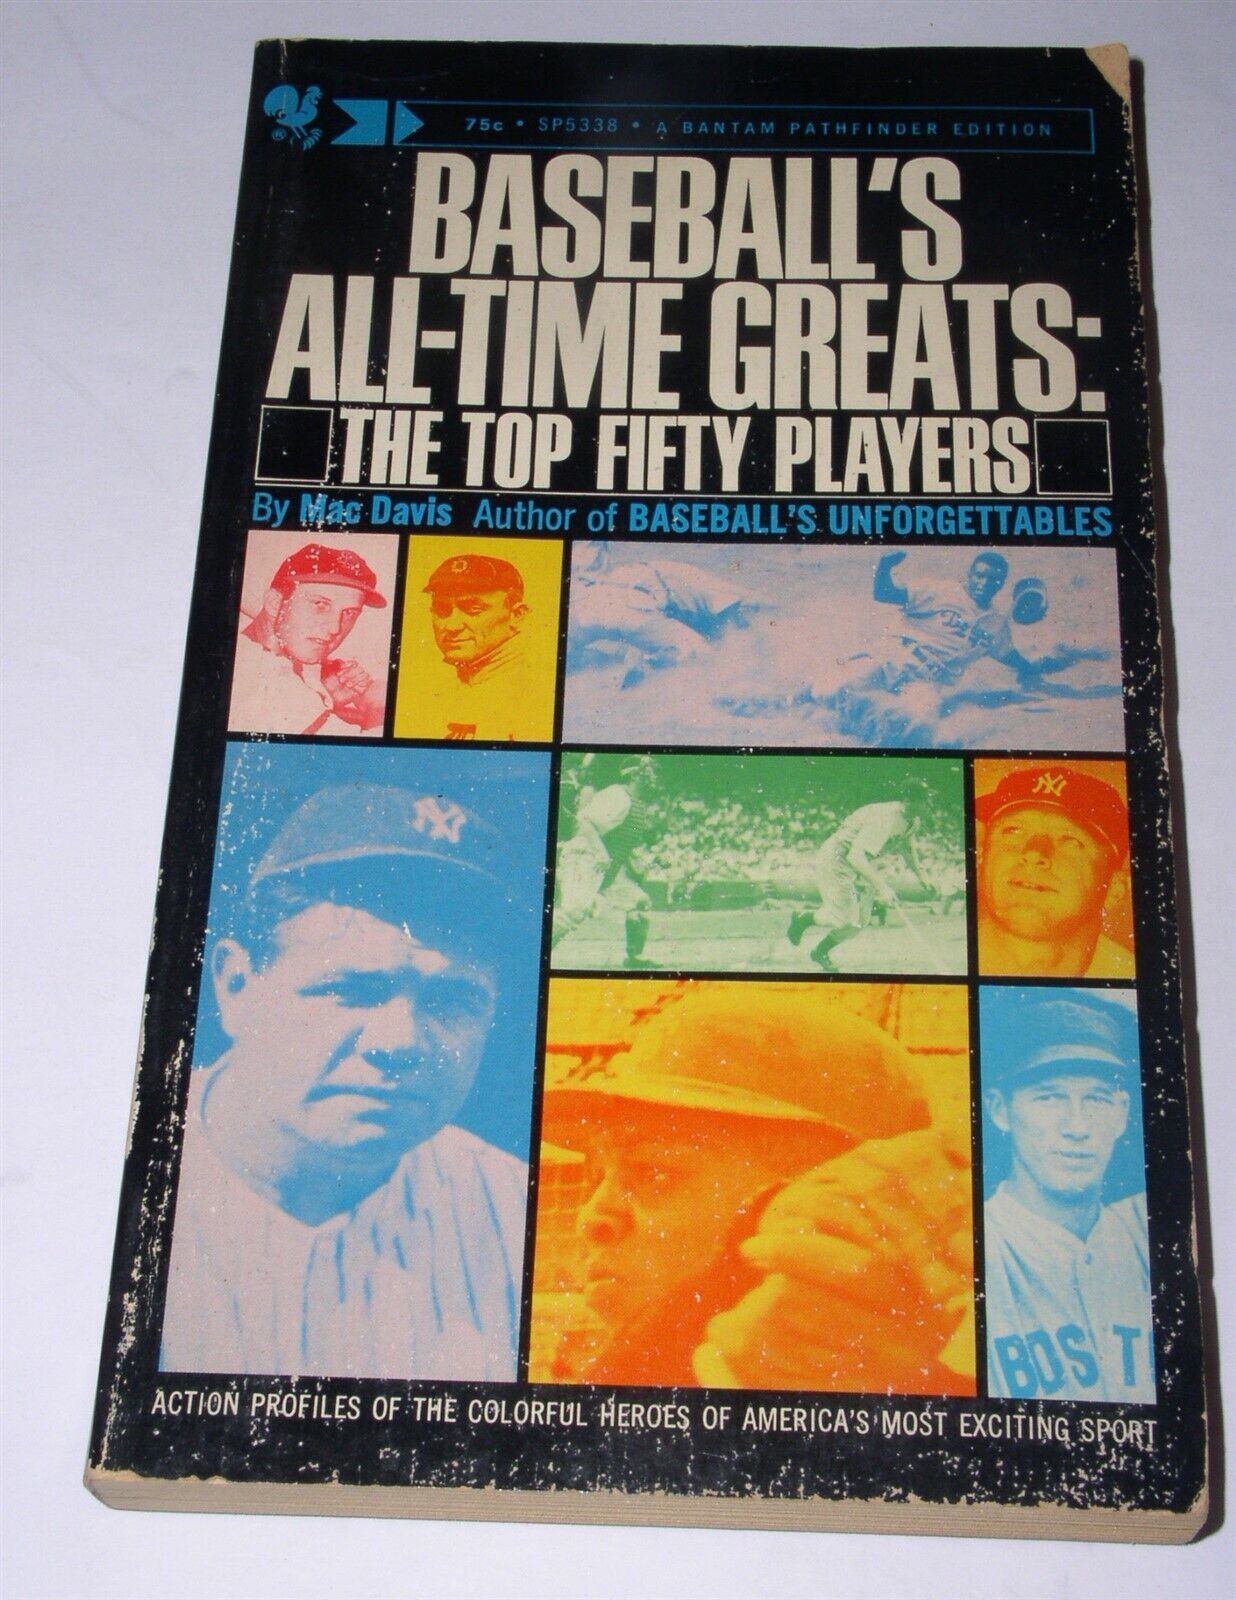 75c • SP5338 • A BANTAM PATHFINDER EDITION
BASEBALL'S
ALL-TIME GREATS:
THE TOP FIFTY PLAYERS
By Mac Davis Author of BASEBALL'S UNFORGETTABLES
D
NY
NY
BOST
ACTION PROFILES OF THE COLORFUL HEROES OF AMERICA'S MOST EXCITING SPORT